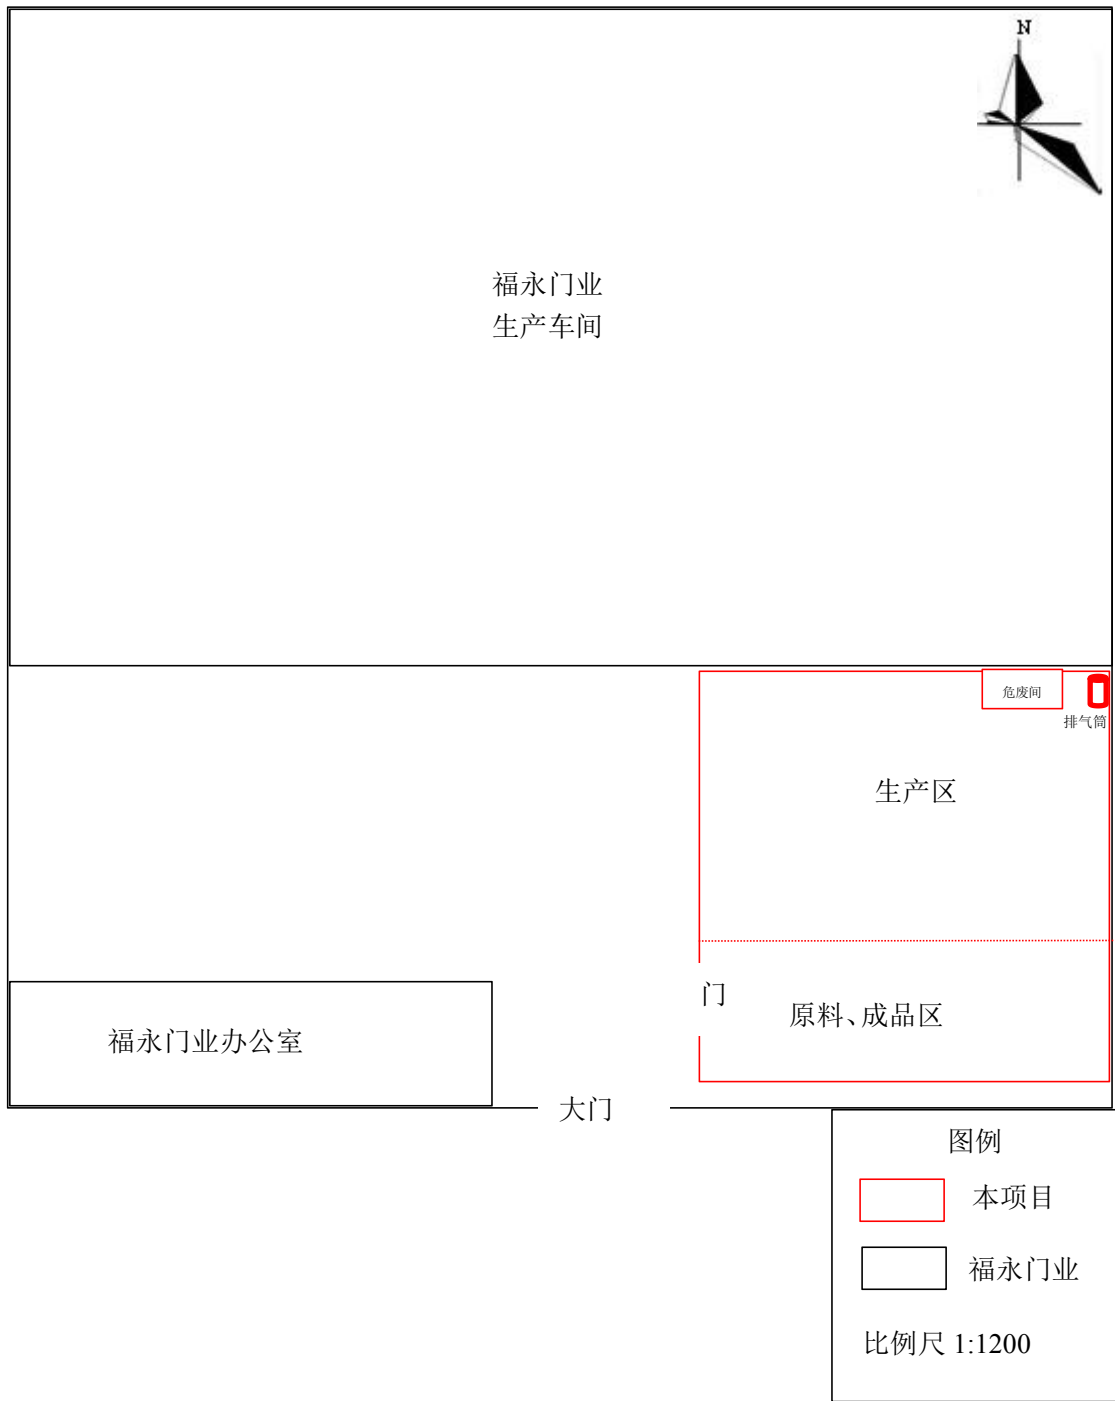 N
福永门业
生产车间
危废间
排气筒
生产区
门
原料、成品区
福永门业办公室
大门
图例
本项目
福永门业
比例尺 1:1200